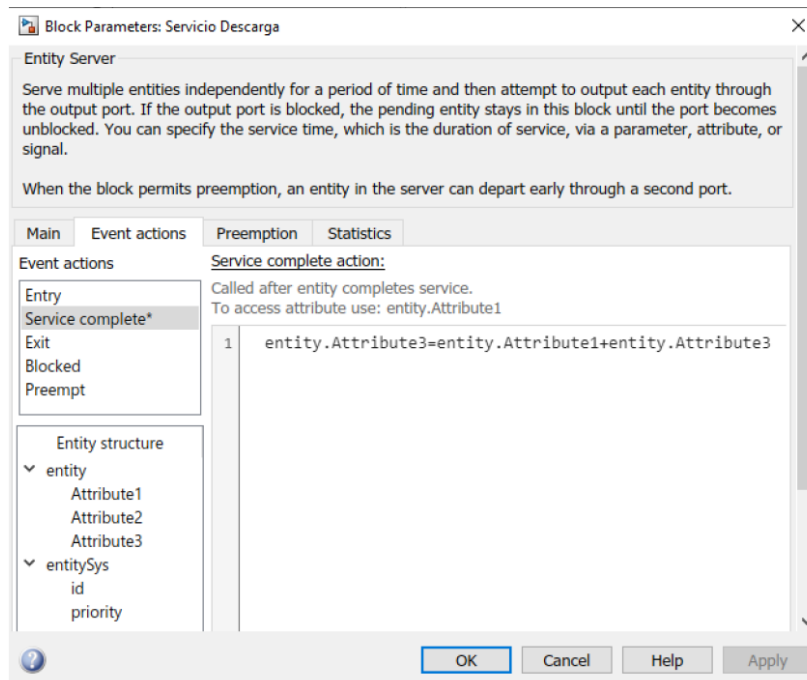 Block Parameters: Servicio Descarga
Entity Server
Serve multiple entities independently for a period of time and then attempt to output each entity through
the output port. If the output port is blocked, the pending entity stays in this block until the port becomes
unblocked. You can specify the service time, which is the duration of service, via a parameter, attribute, or
signal.
When the block permits preemption, an entity in the server can depart early through a second port.
Main Event actions Preemption Statistics
Event actions
Entry
Service complete*
Exit
Blocked
Preempt
Entity structure
entity
Attribute1
Attribute2
Attribute3
entitySys
id
priority
Service complete action:
Called after entity completes service.
To access attribute use: entity.Attribute1
1 entity.Attribute3=entity.Attribute1+entity.Attribute3
OK Cancel Help Apply